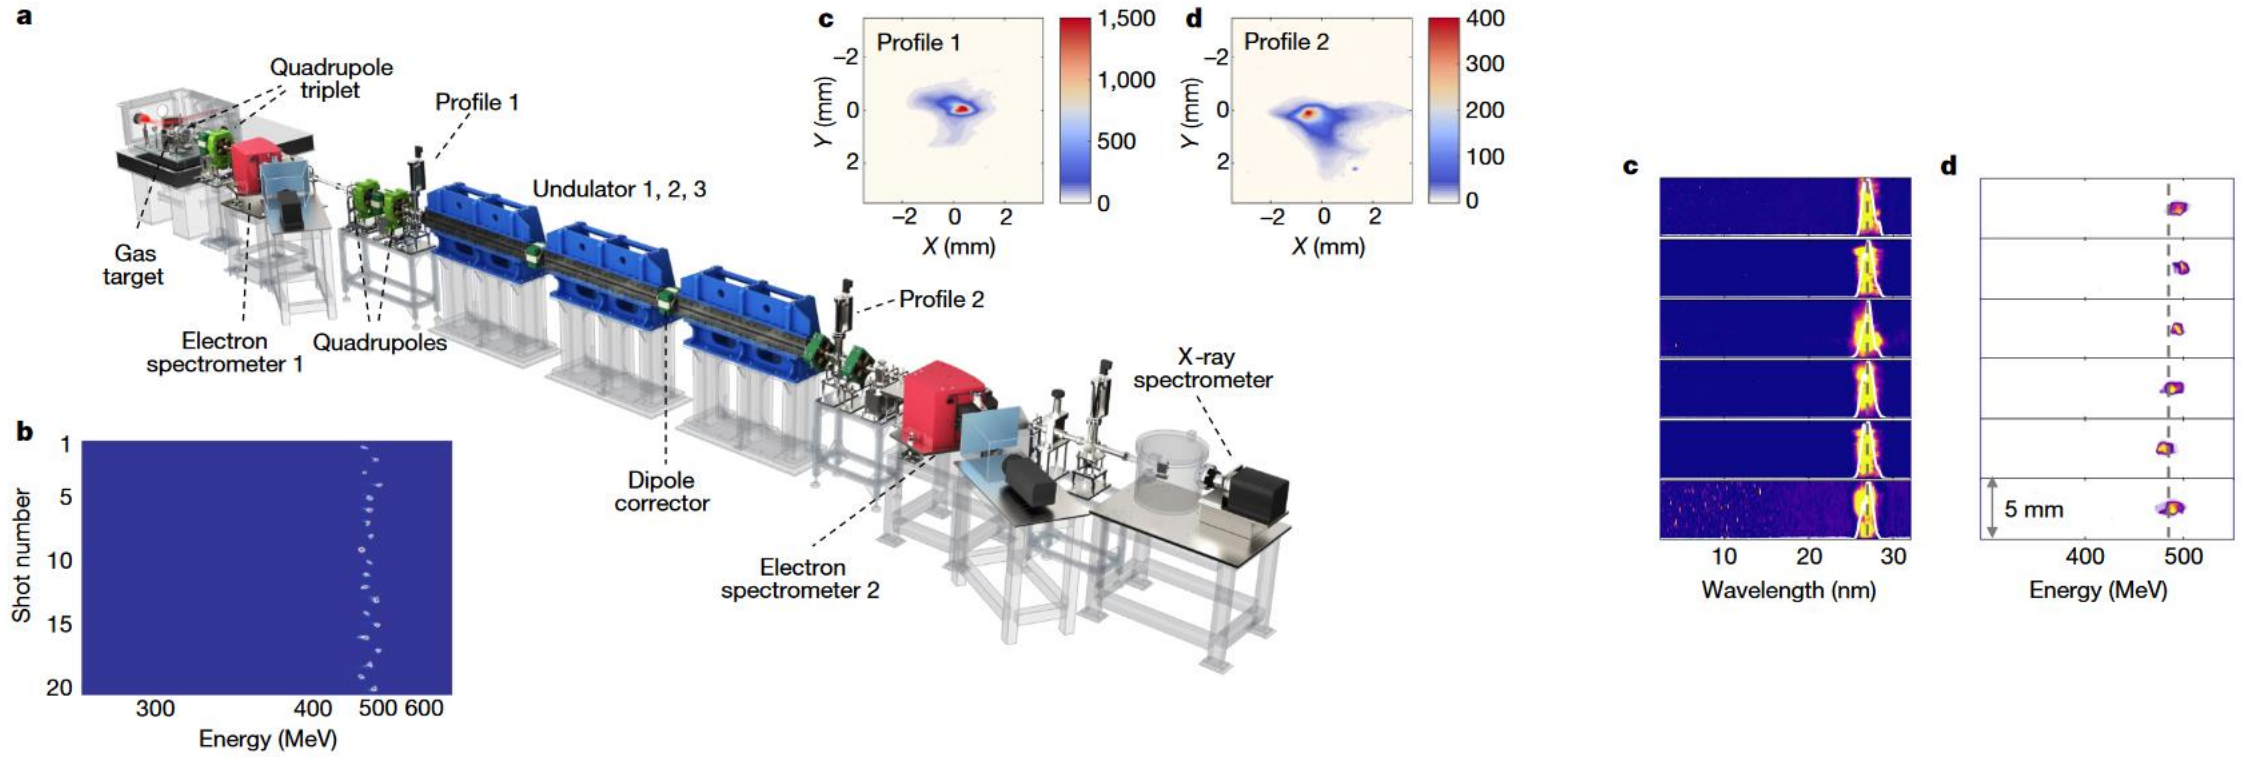 a
Quadrupole
triplet
Profile 1
Undulator 1, 2, 3
Gas
target
Electron
spectrometer 1
Quadrupoles
Profile 2
X-ray
spectrometer
Dipole
corrector
Electron
spectrometer 2
b
1
5
10
15
20
Shot number
300 400 500 600
Energy (MeV)
c
Profile 1
−2
0
2
Y (mm)
−2 0 2
X (mm)
1,500
1,000
500
0
d
Profile 2
−2
0
2
Y (mm)
−2 0 2
X (mm)
400
300
200
100
0
c
10 20 30
Wavelength (nm)
d
5 mm
400 500
Energy (MeV)